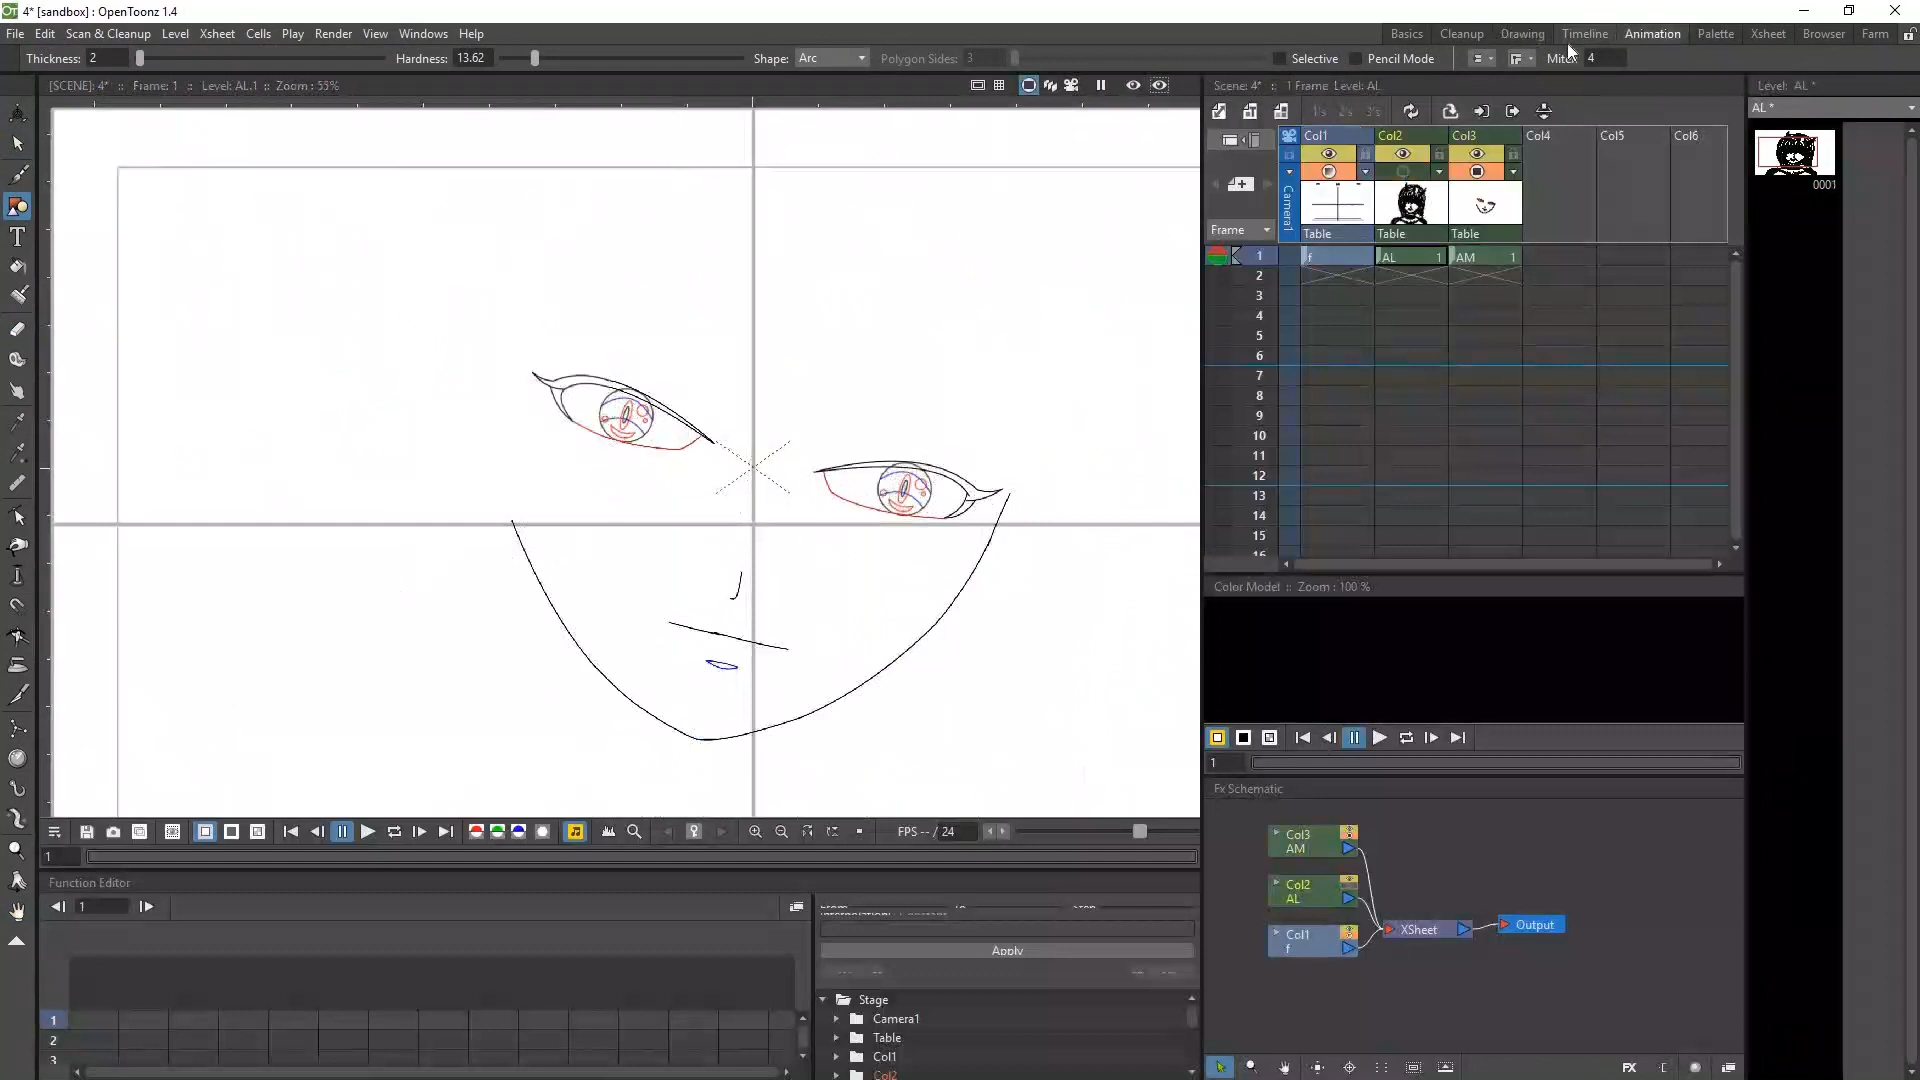 4* [sandbox] : OpenToonz 1.4
File Edit Scan & Cleanup Level Xsheet Cells Play Render View Windows Help
Basics Cleanup Drawing Timeline Animation Palette Xsheet Browser Farm
Thickness: 2 Hardness: 13.62 Shape: Arc Polygon Sides: 3 Selective Pencil Mode 4
[SCENE]: 4* :: Frame: 1 :: Level: AL.1 :: Zoom : 53%
Scene: 4* :: 1 Frame Level: AL
Level: AL *
AL *
Col1 Col2 Col3 Col4 Col5 Col6
Camera1
0001
Frame
Table Table Table
1 f AL 1 AM 1
2
3
4
5
6
7
8
9
10
11
12
13
14
15
16
Color Model :: Zoom : 100 %
1
Fx Schematic
FPS -- / 24
1
Function Editor
1
Apply
Stage
Camera1
Table
Col1
Col2
1
2
3
Col3
AM
Col2
AL
Col1
f
XSheet
Output
FX